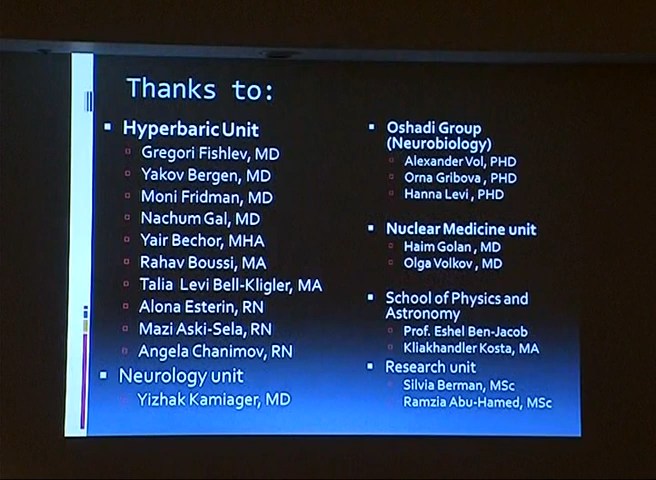 Thanks to:
Hyperbaric Unit
Gregori Fishlev, MD
Yakov Bergen, MD
Moni Fridman, MD
Nachum Gal, MD
Yair Bechor, MHA
Rahav Boussi, MA
Talia Levi Bell-Kligler, MA
Alona Esterin, RN
Mazi Aski-Sela, RN
Angela Chanimov, RN
Neurology unit
Yizhak Kamiager, MD
Oshadi Group
(Neurobiology)
Alexander Vol, PHD
Orna Gribova, PHD
Hanna Levi , PHD
Nuclear Medicine unit
Haim Golan , MD
Olga Volkov , MD
School of Physics and
Astronomy
Prof. Eshel Ben-Jacob
Kliakhandler Kosta, MA
Research unit
Silvia Berman, MSc
Ramzia Abu-Hamed, MSc